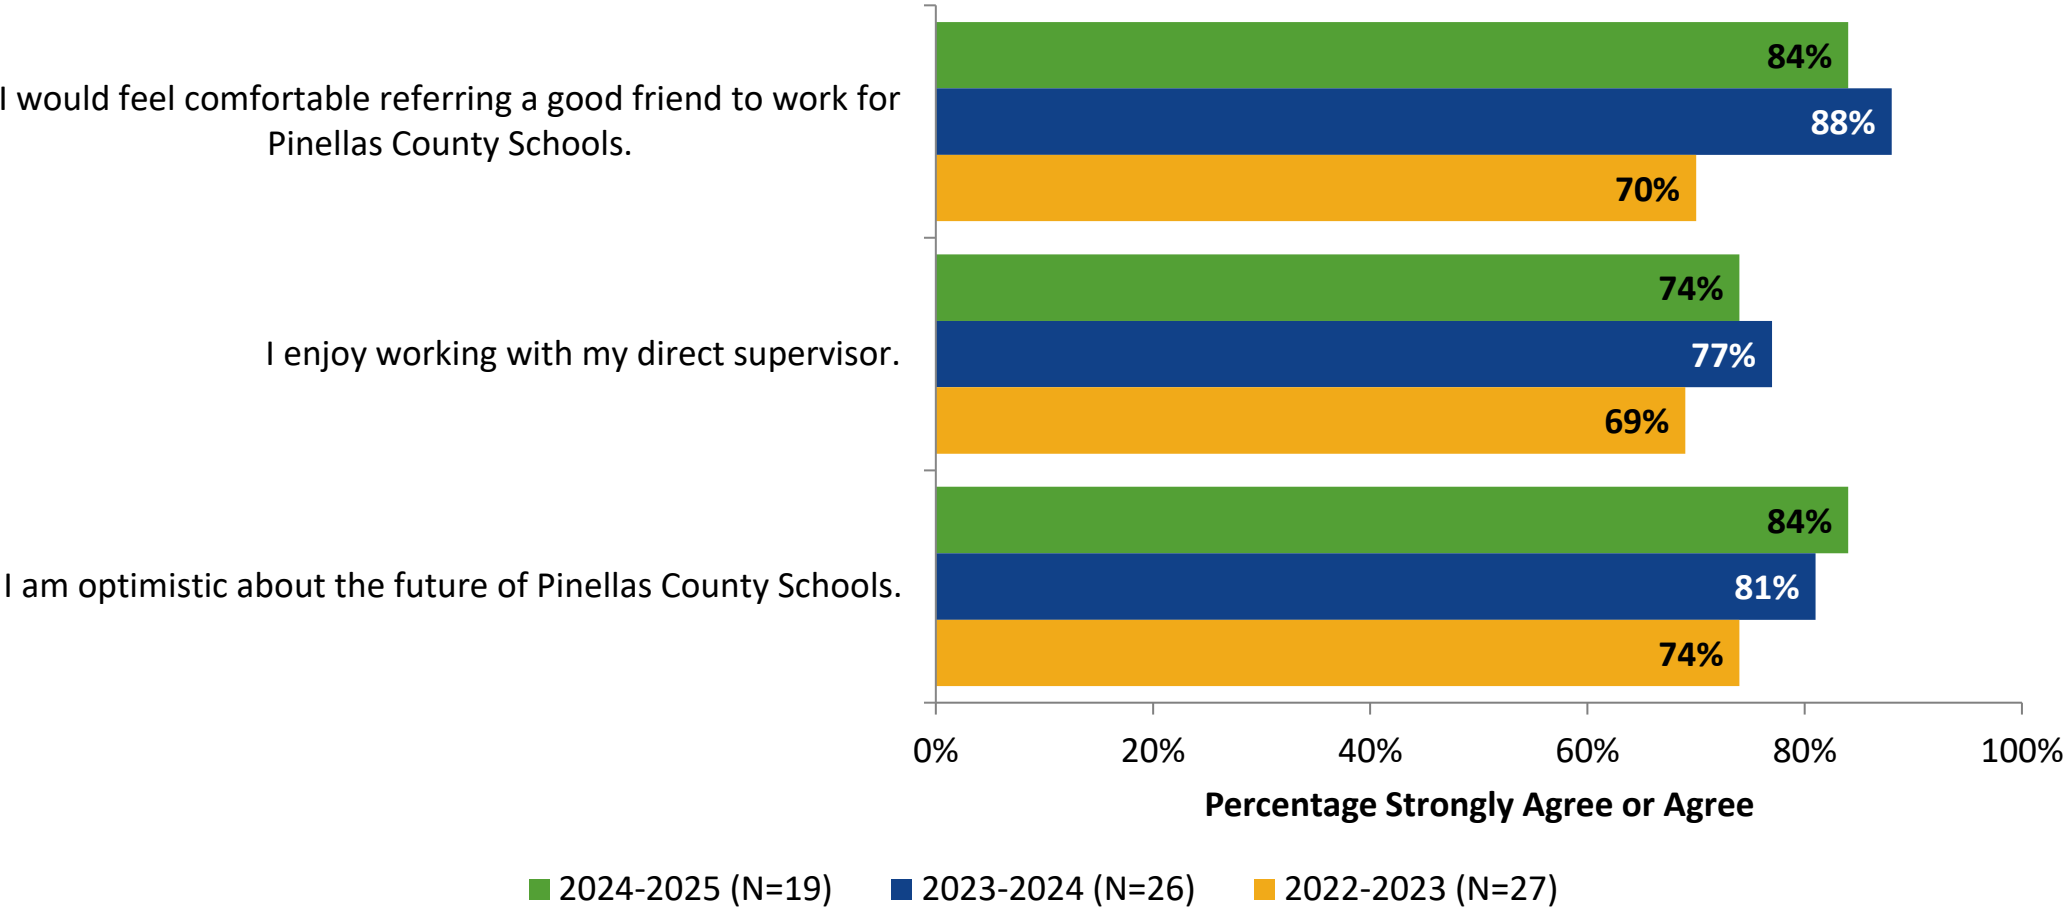 84%
I would feel comfortable referring a good friend to work for
88%
Pinellas County Schools.
70%
74%
I enjoy working with my direct supervisor.
77%
69%
84%
I am optimistic about the future of Pinellas County Schools.
81%
74%
0% 20% 40% 60% 80% 100%
Percentage Strongly Agree or Agree
2024-2025 (N=19) 2023-2024 (N=26) 2022-2023 (N=27)